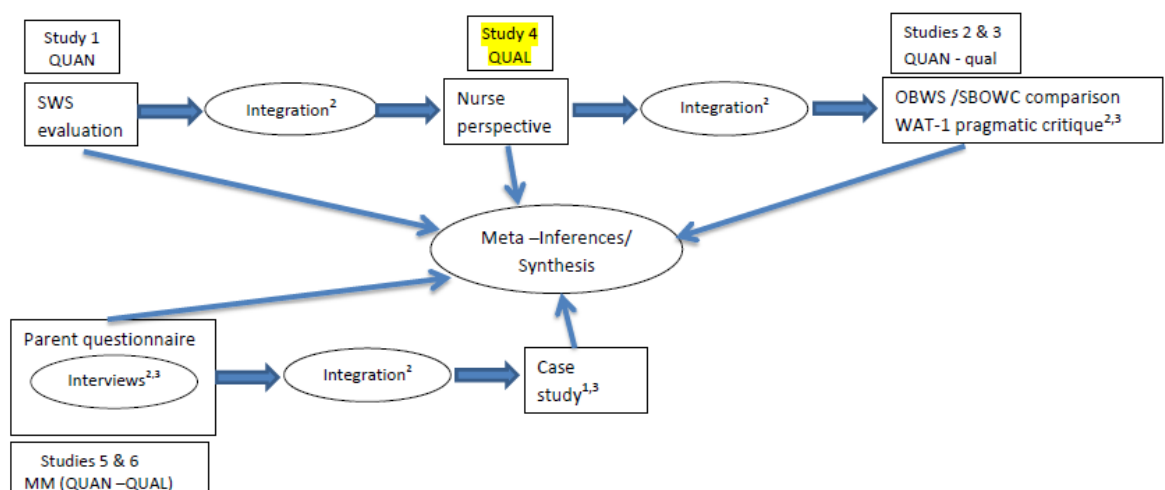 Study 1
QUAN
Study 4
QUAL
Studies 2 & 3
QUAN - qual
SWS
evaluation
Integration²
Nurse
perspective
Integration²
OBWS /SBOWC comparison
WAT-1 pragmatic critique²,³
Meta –Inferences/
Synthesis
Parent questionnaire
Interviews²,³
Integration²
Case
study¹,³
Studies 5 & 6
MM (QUAN –QUAL)